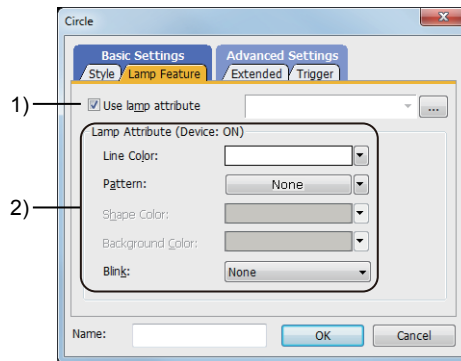 Circle
Basic Settings Advanced Settings
Style Lamp Feature Extended Trigger
1) Use lamp attribute ...
Lamp Attribute (Device: ON)
Line Color:
Pattern: None
2) Shape Color:
Background Color:
Blink: None
Name: OK Cancel